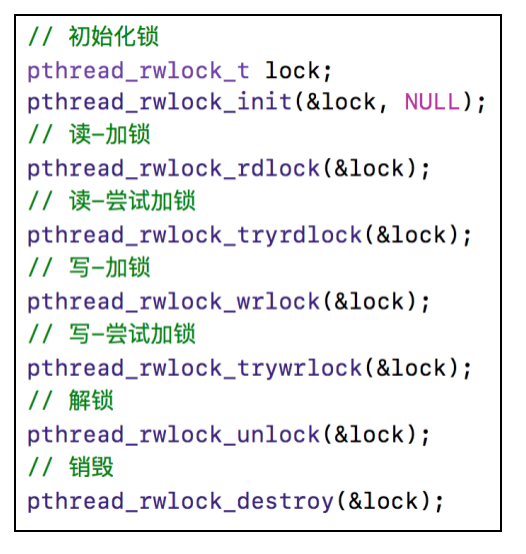 // 初始化锁
pthread_rwlock_t lock;
pthread_rwlock_init(&lock, NULL);
// 读-加锁
pthread_rwlock_rdlock(&lock);
// 读-尝试加锁
pthread_rwlock_tryrdlock(&lock);
// 写-加锁
pthread_rwlock_wrlock(&lock);
// 写-尝试加锁
pthread_rwlock_trywrlock(&lock);
// 解锁
pthread_rwlock_unlock(&lock);
// 销毁
pthread_rwlock_destroy(&lock);